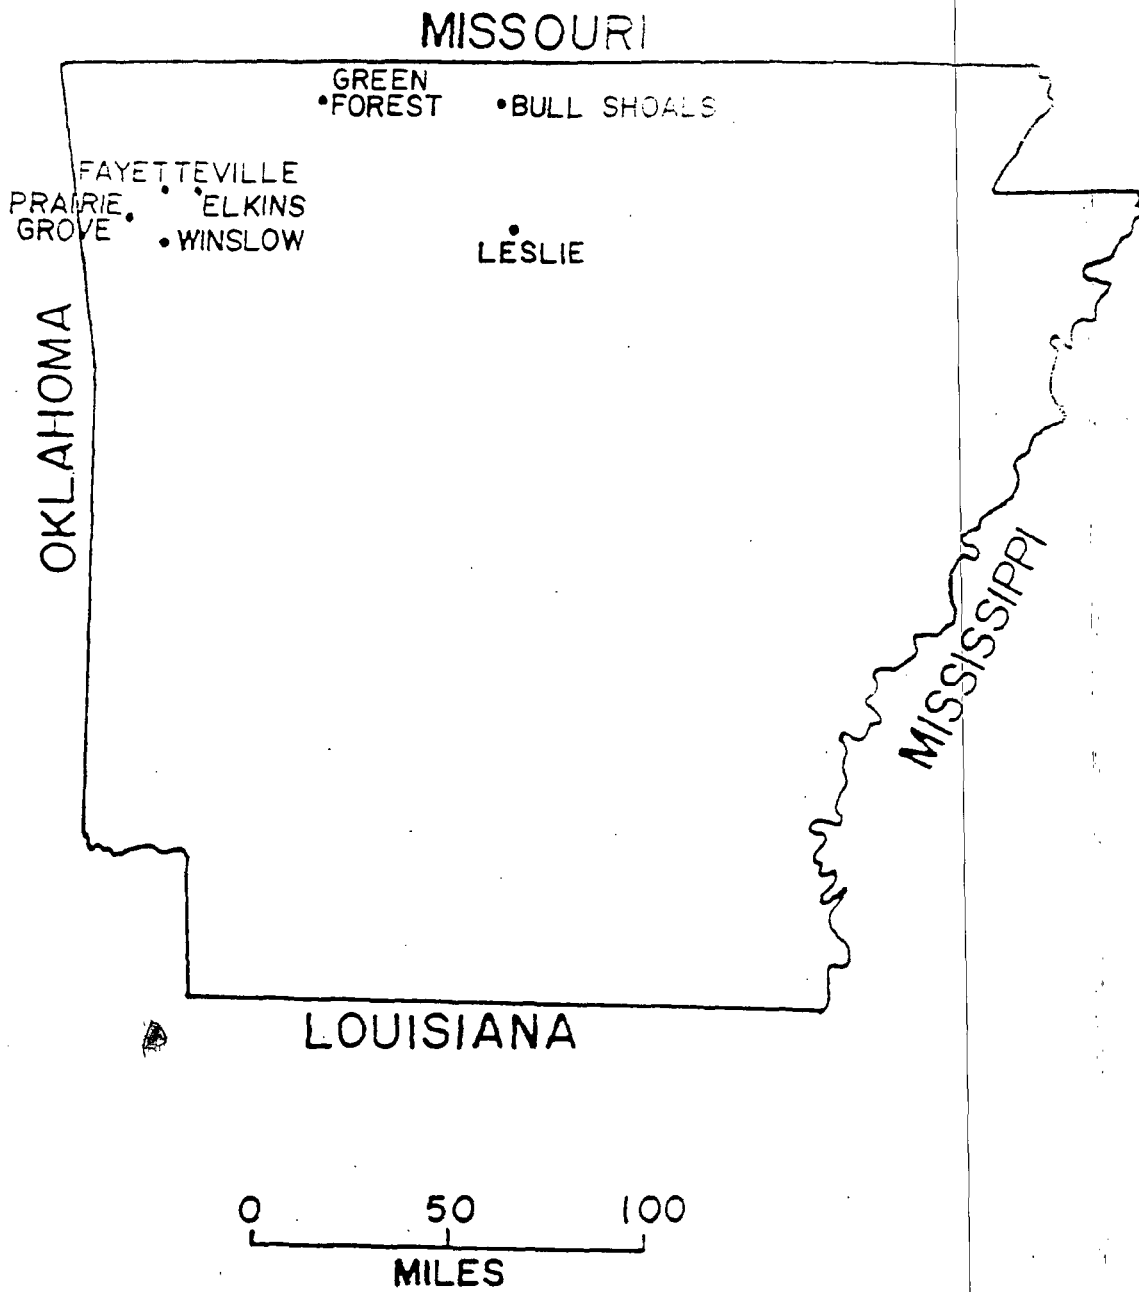 MISSOURI
GREEN
FOREST
BULL SHOALS
FAYETTEVILLE
PRAIRIE
GROVE
ELKINS
WINSLOW
LESLIE
OKLAHOMA
MISSISSIPPI
LOUISIANA
0 50 100
MILES